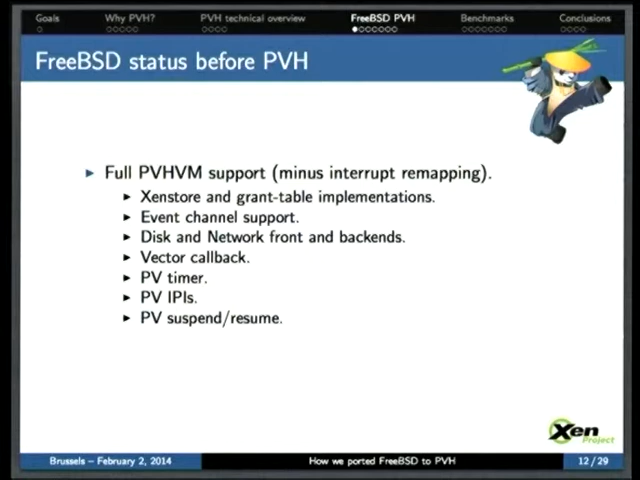 Goals Why PVH? PVH technical overview FreeBSD PVH Benchmarks Conclusions
FreeBSD status before PVH
Full PVHVM support (minus interrupt remapping).
Xenstore and grant-table implementations.
Event channel support.
Disk and Network front and backends.
Vector callback.
PV timer.
PV IPIs.
PV suspend/resume.
Xen
Project
Brussels – February 2, 2014 How we ported FreeBSD to PVH 12 / 29